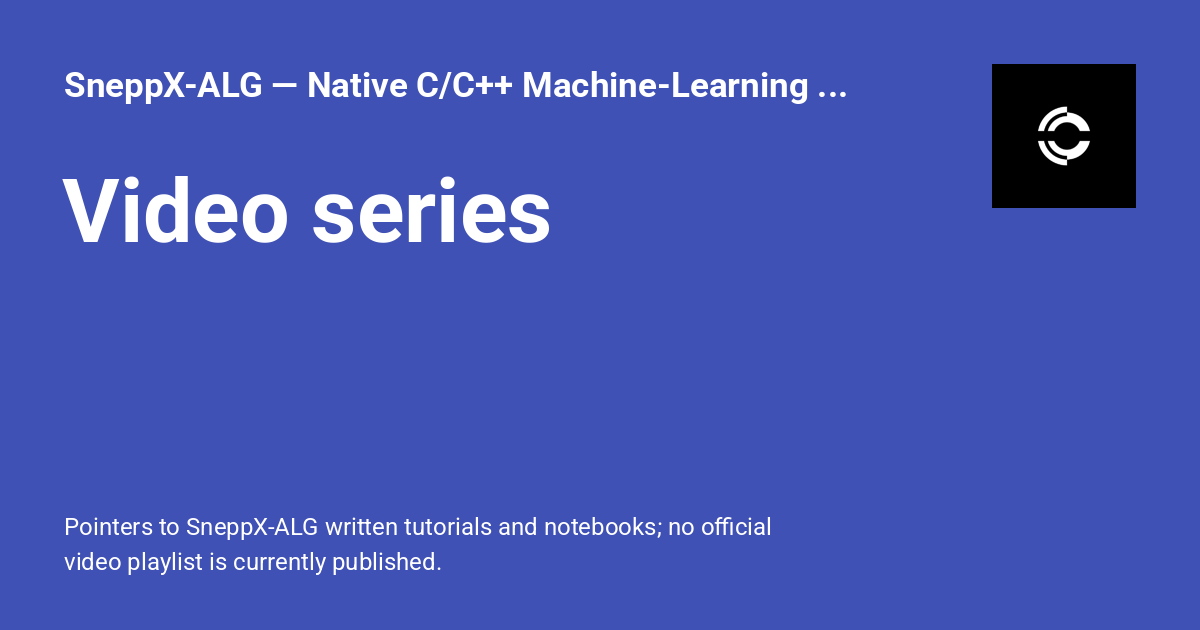 SneppX-ALG — Native C/C++ Machine-Learning ...
Video series
Pointers to SneppX-ALG written tutorials and notebooks; no official
video playlist is currently published.